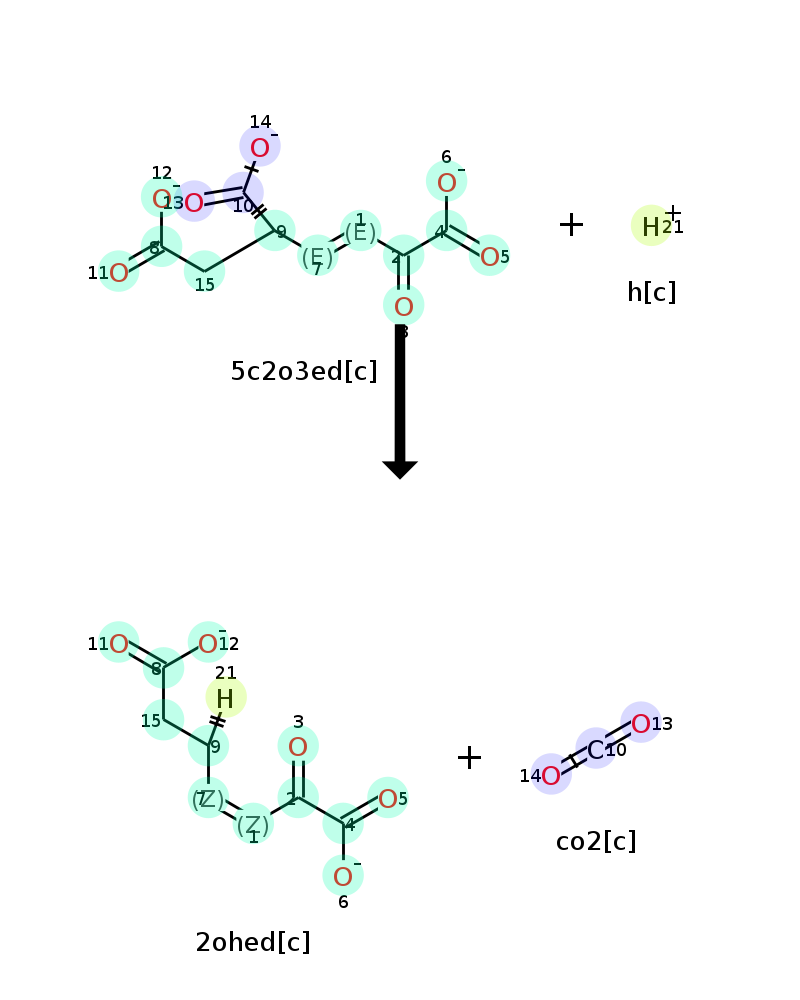 14
O-
12
6
O-
13 O
O-
10
1
(E)
9
4
+
H+
21
8
(E)
7
2
O 5
11 O
15
O
3
h[c]
5c2o3ed[c]
11 O
O- 12
8
21
H
15
3
O
9
O 13
+
C 10
14 O
7
(Z)
2
O 5
(Z)
1
4
co2[c]
O-
6
2ohed[c]